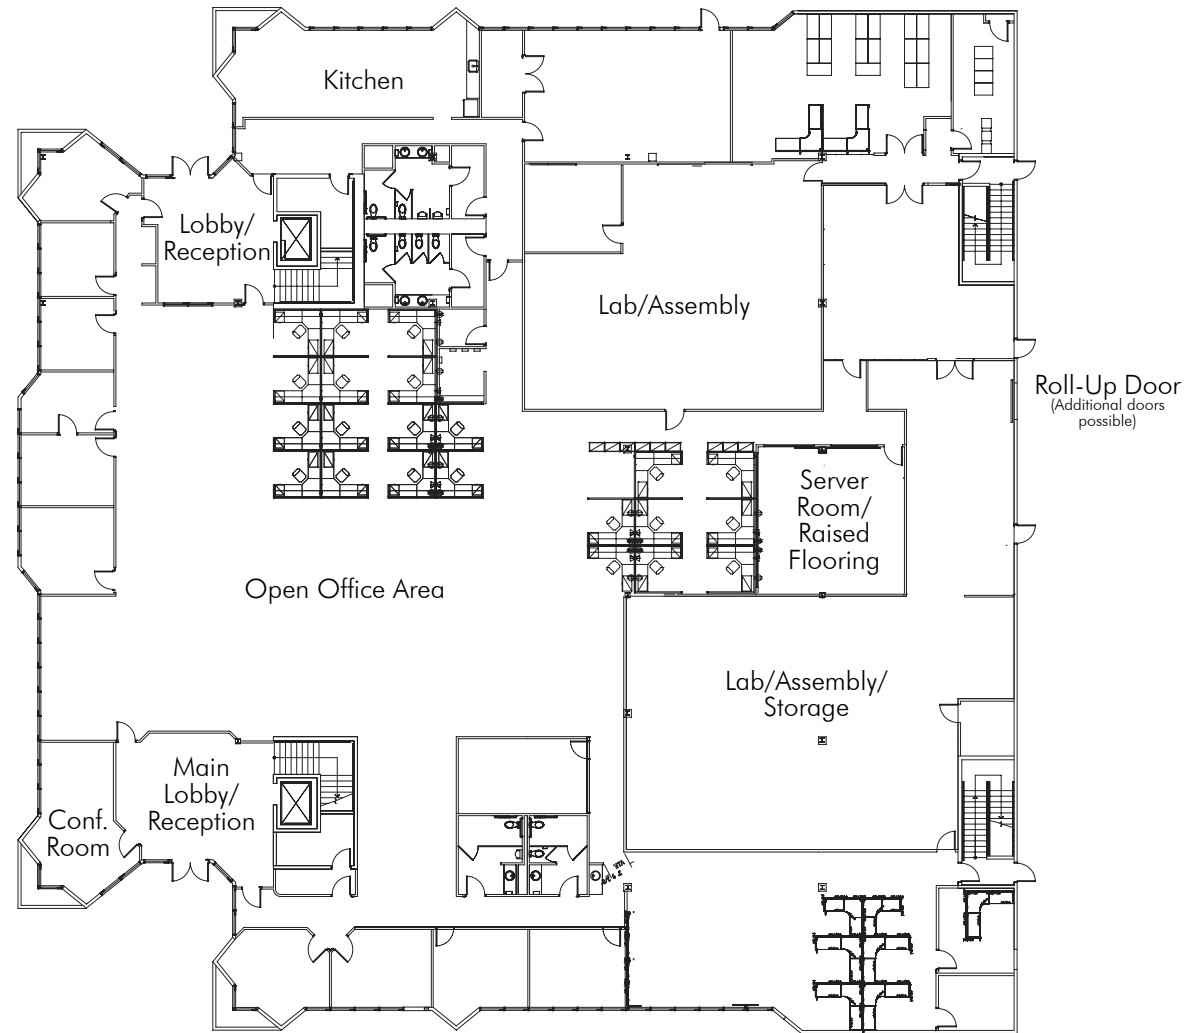 Kitchen
Lobby/
Reception
Lab/Assembly
Roll-Up Door
(Additional doors
possible)
Server
Room/
Raised
Flooring
Open Office Area
Lab/Assembly/
Storage
Main
Lobby/
Reception
Conf.
Room